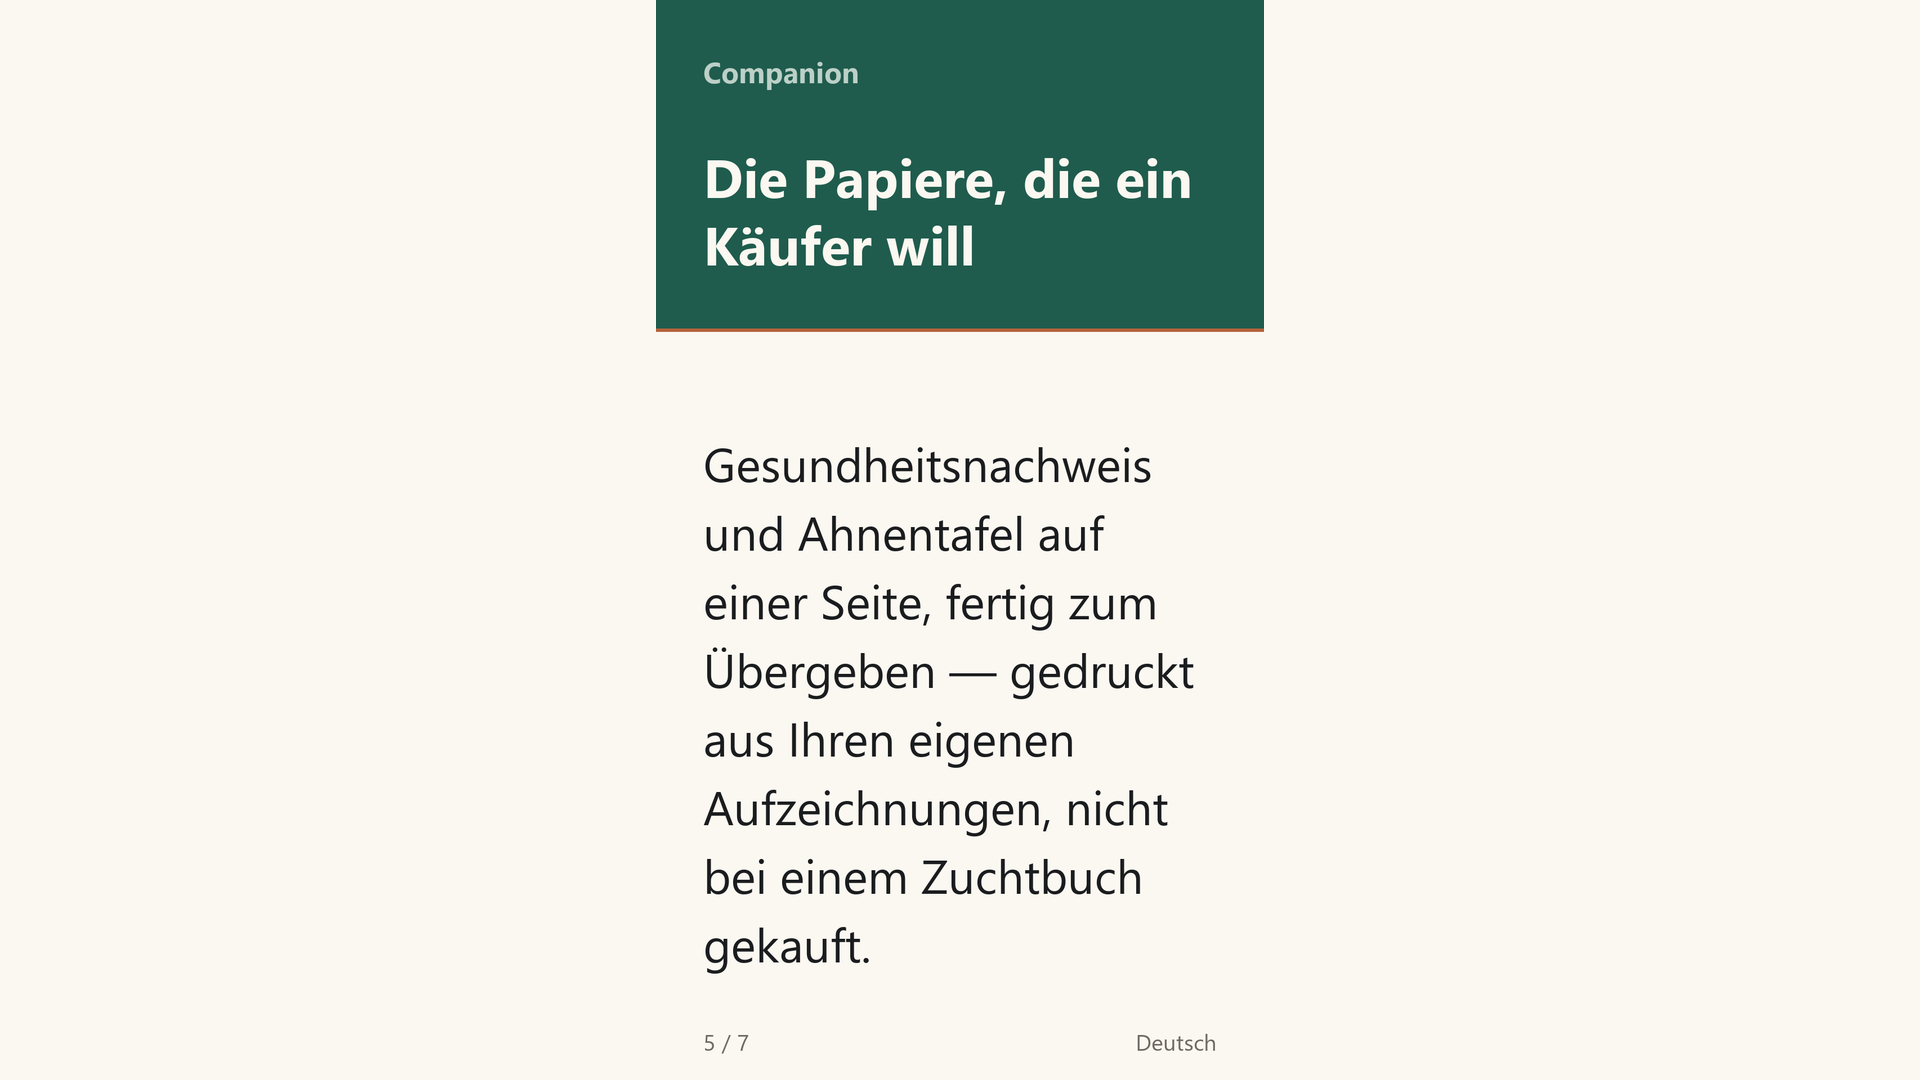 Companion
Die Papiere, die ein
Käufer will
Gesundheitsnachweis
und Ahnentafel auf
einer Seite, fertig zum
Übergeben — gedruckt
aus Ihren eigenen
Aufzeichnungen, nicht
bei einem Zuchtbuch
gekauft.
5 / 7
Deutsch